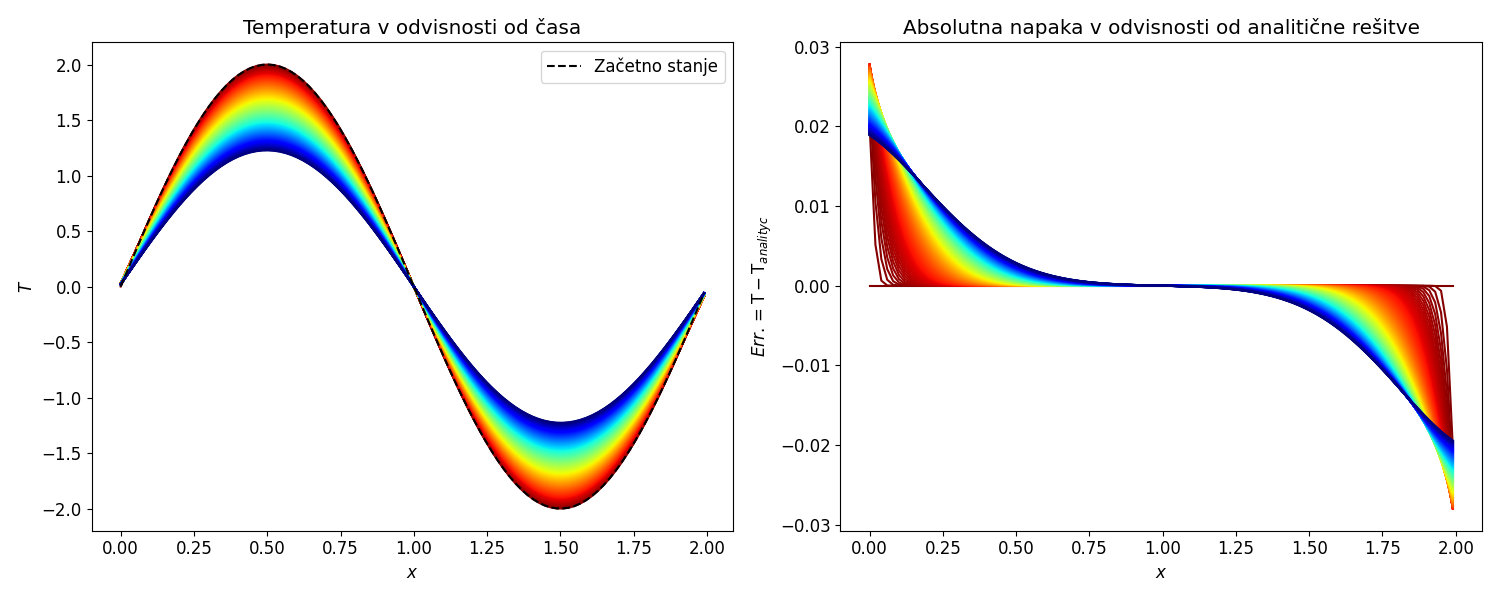 Temperatura v odvisnosti od časa
2.0
1.5
1.0
0.5
0.0
−0.5
−1.0
−1.5
−2.0
T
Začetno stanje
0.00 0.25 0.50 0.75 1.00 1.25 1.50 1.75 2.00
x
Absolutna napaka v odvisnosti od analitične rešitve
0.03
0.02
0.01
0.00
−0.01
−0.02
−0.03
Err. = T − Tanalityc
0.00 0.25 0.50 0.75 1.00 1.25 1.50 1.75 2.00
x